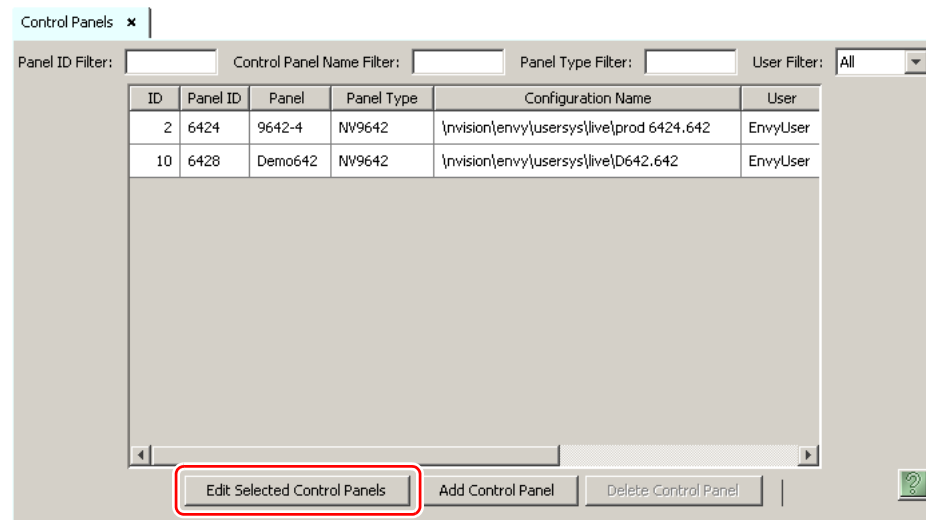 Control Panels ×
Panel ID Filter: Control Panel Name Filter: Panel Type Filter: User Filter: All
ID Panel ID Panel Panel Type Configuration Name User
2 6424 9642-4 NV9642 \nvision\envy\usersys\live\prod 6424.642 EnvyUser
10 6428 Demo642 NV9642 \nvision\envy\usersys\live\D642.642 EnvyUser
Edit Selected Control Panels Add Control Panel Delete Control Panel ?